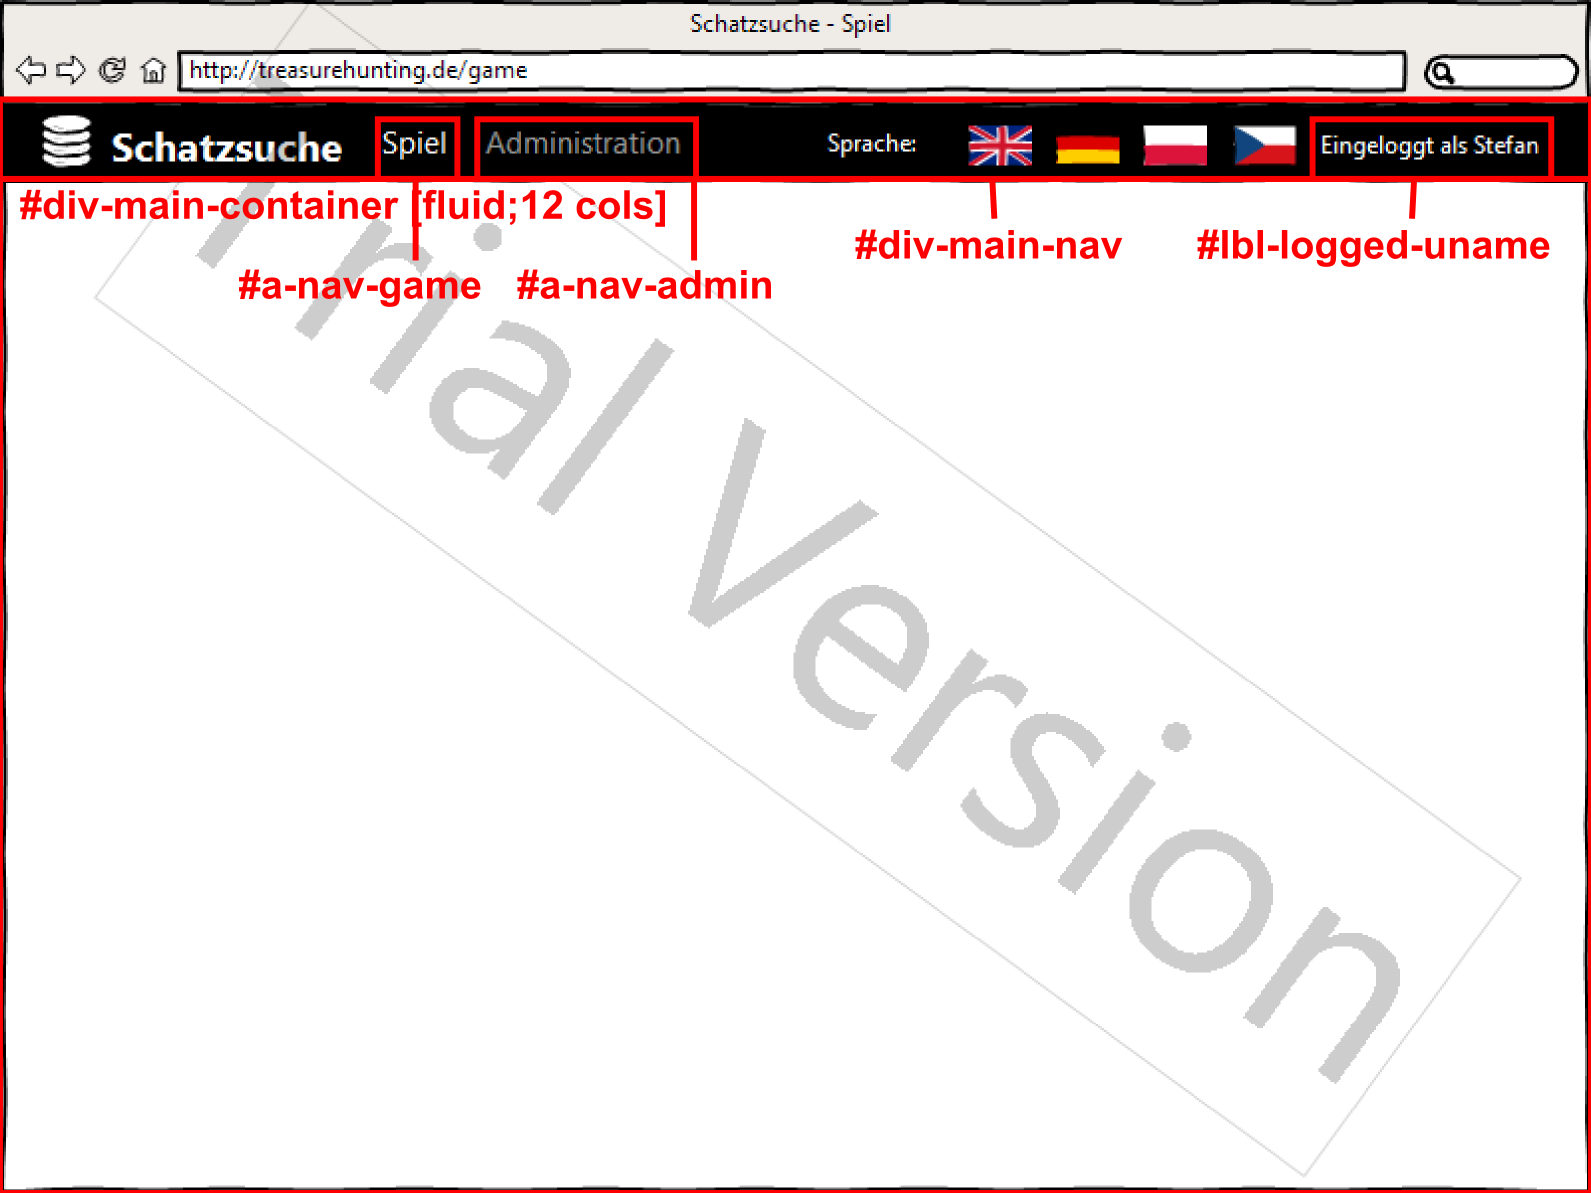 Schatzsuche - Spiel
http://treasurehunting.de/game
Schatzsuche Spiel Administration Sprache: Eingeloggt als Stefan
#div-main-container [fluid;12 cols]
#div-main-nav #lbl-logged-uname
#a-nav-game #a-nav-admin
Trial Version